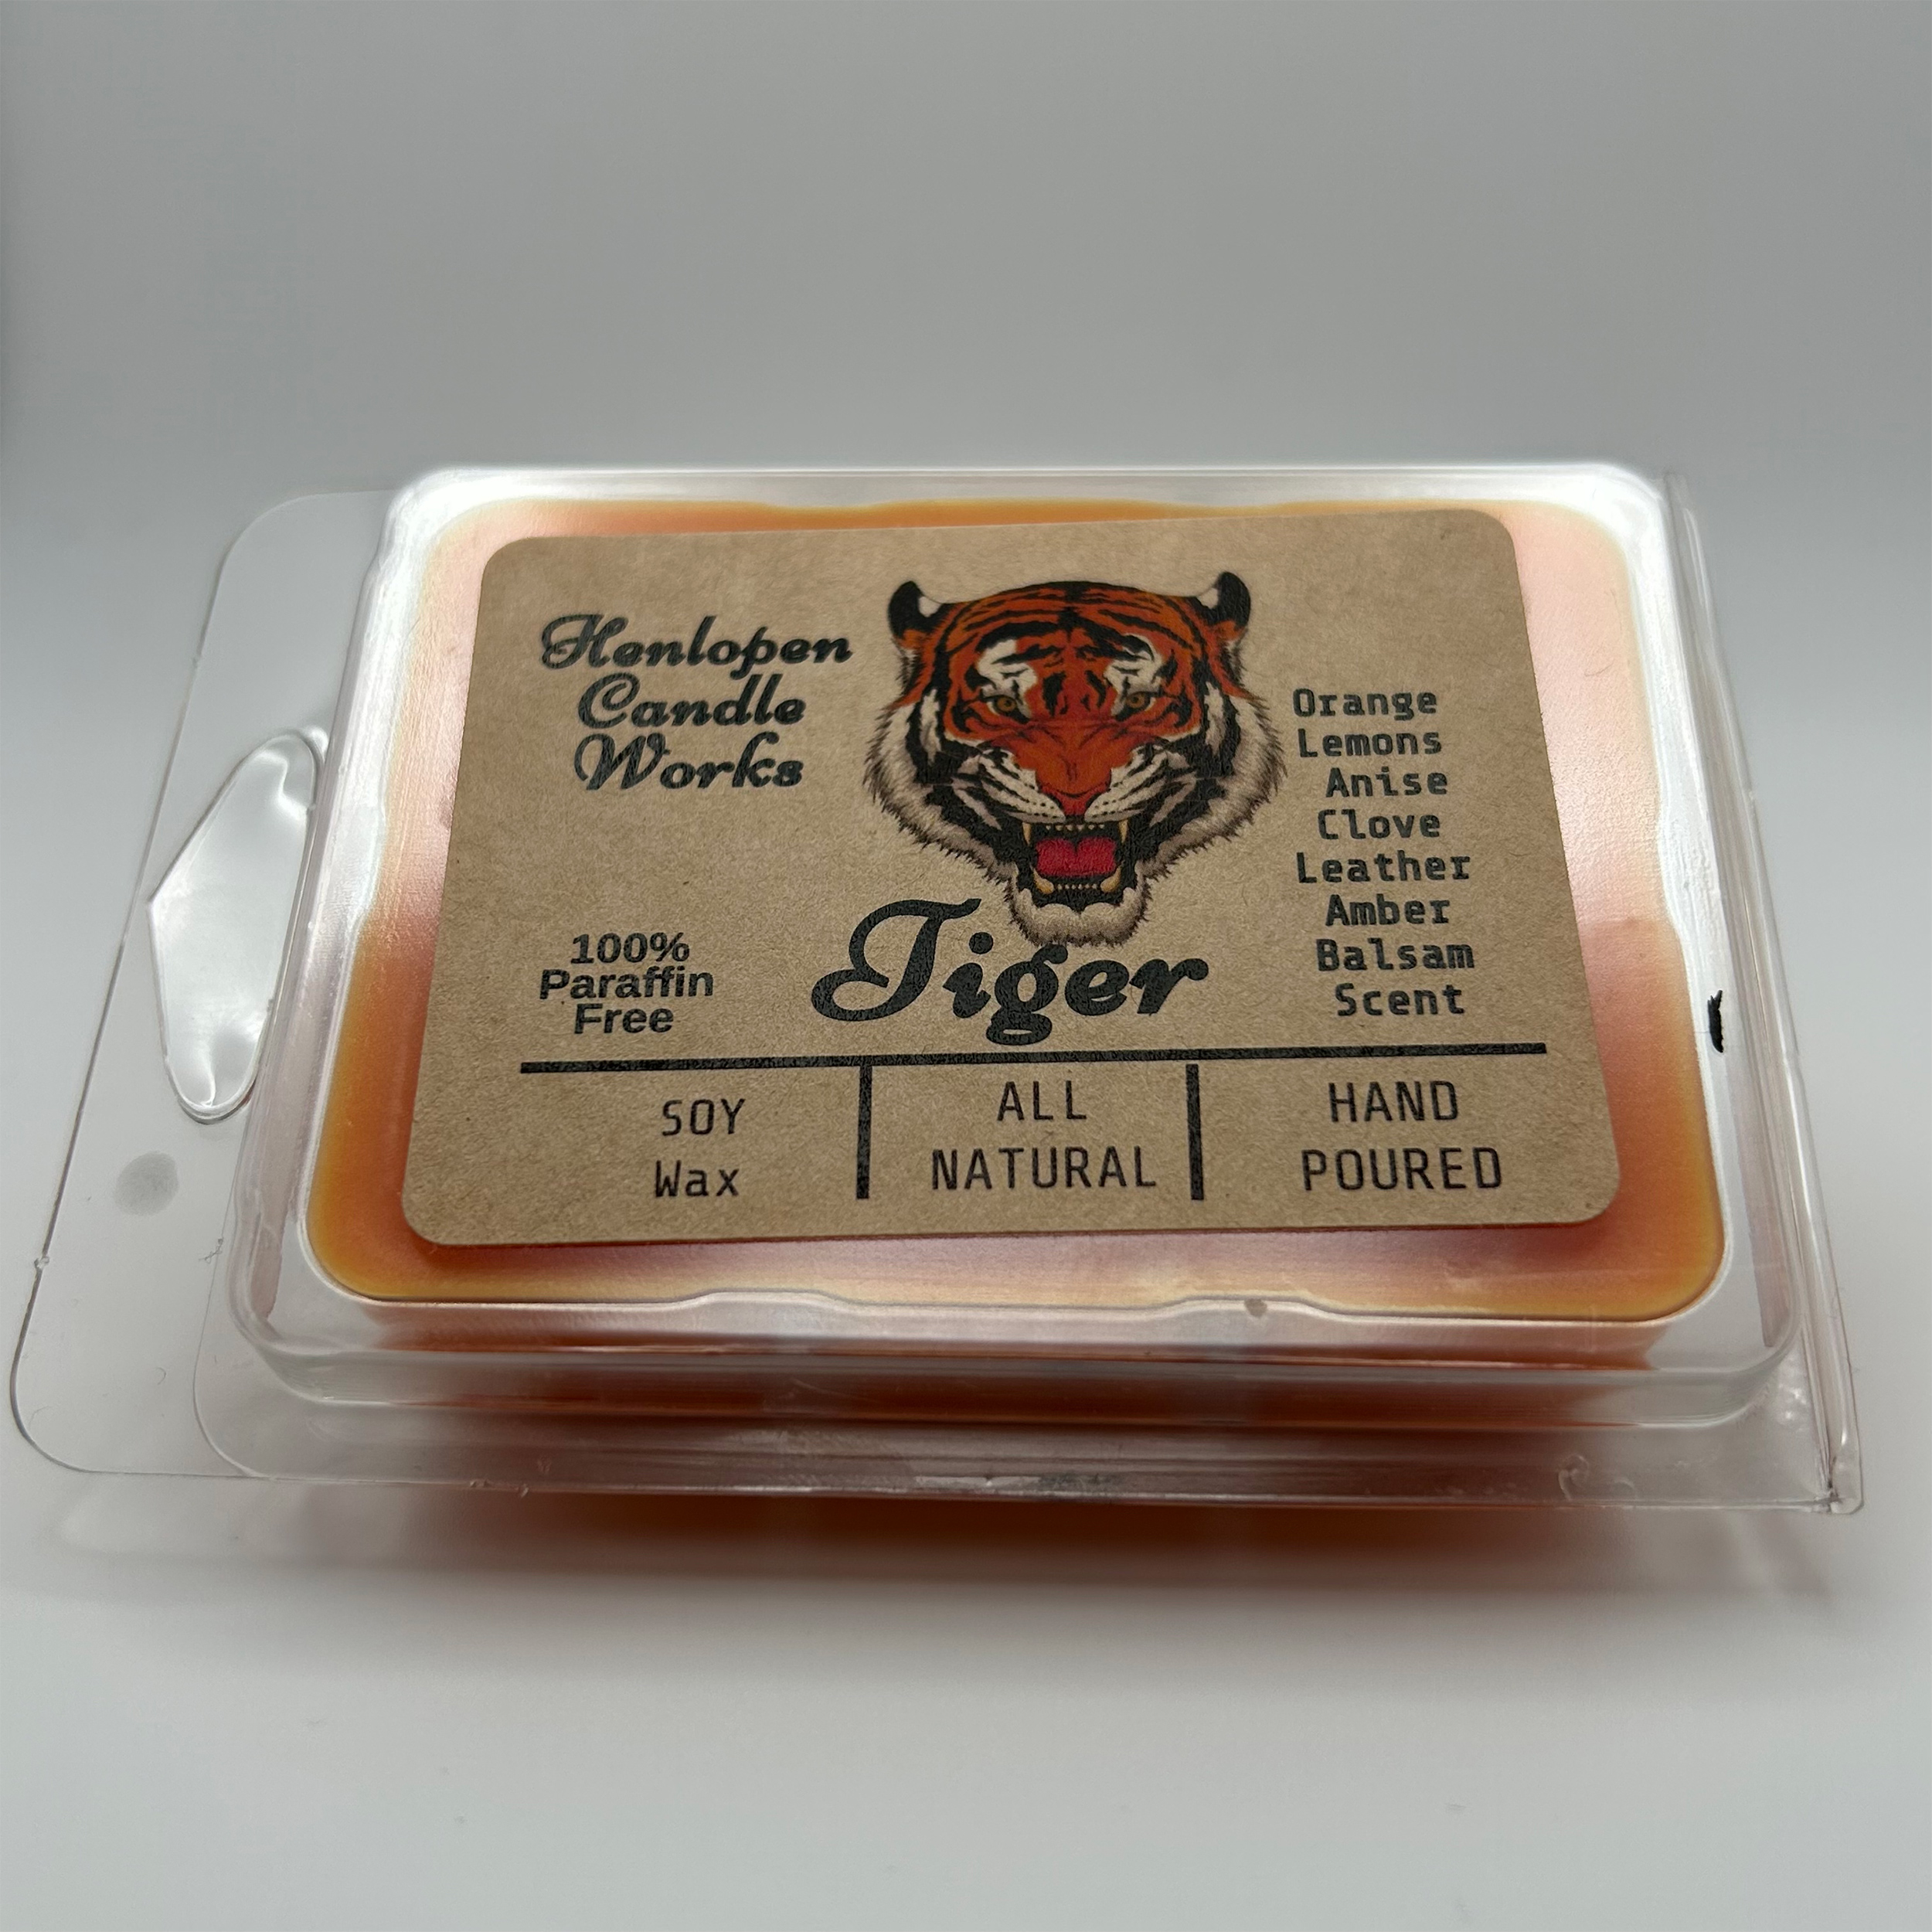 Henlopen
Candle
Works
Orange
Lemons
Anise
Clove
Leather
Amber
Balsam
Scent
100%
Paraffin
Free
Tiger
SOY
Wax
ALL
NATURAL
HAND
POURED